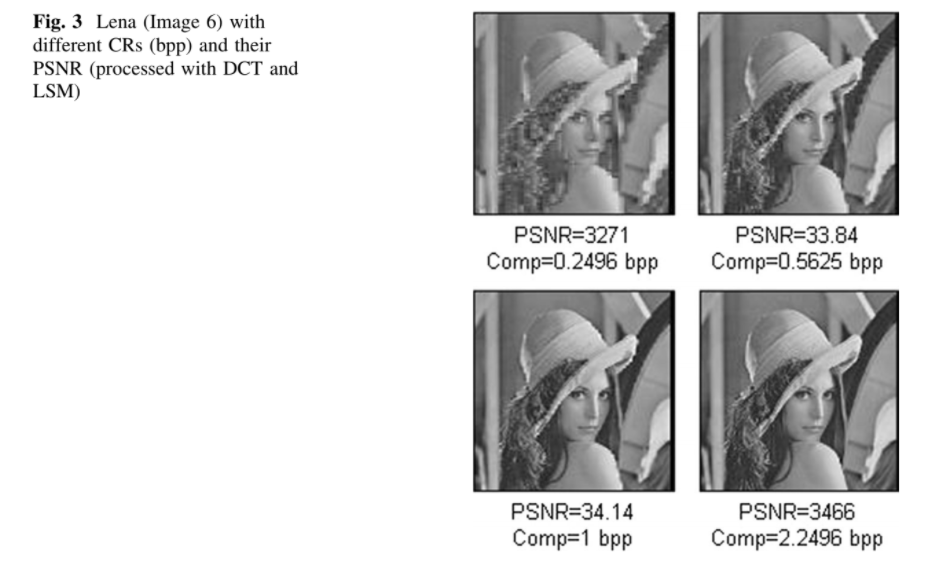 Fig. 3 Lena (Image 6) with
different CRs (bpp) and their
PSNR (processed with DCT and
LSM)
PSNR=3271
Comp=0.2496 bpp
PSNR=33.84
Comp=0.5625 bpp
PSNR=34.14
Comp=1 bpp
PSNR=3466
Comp=2.2496 bpp